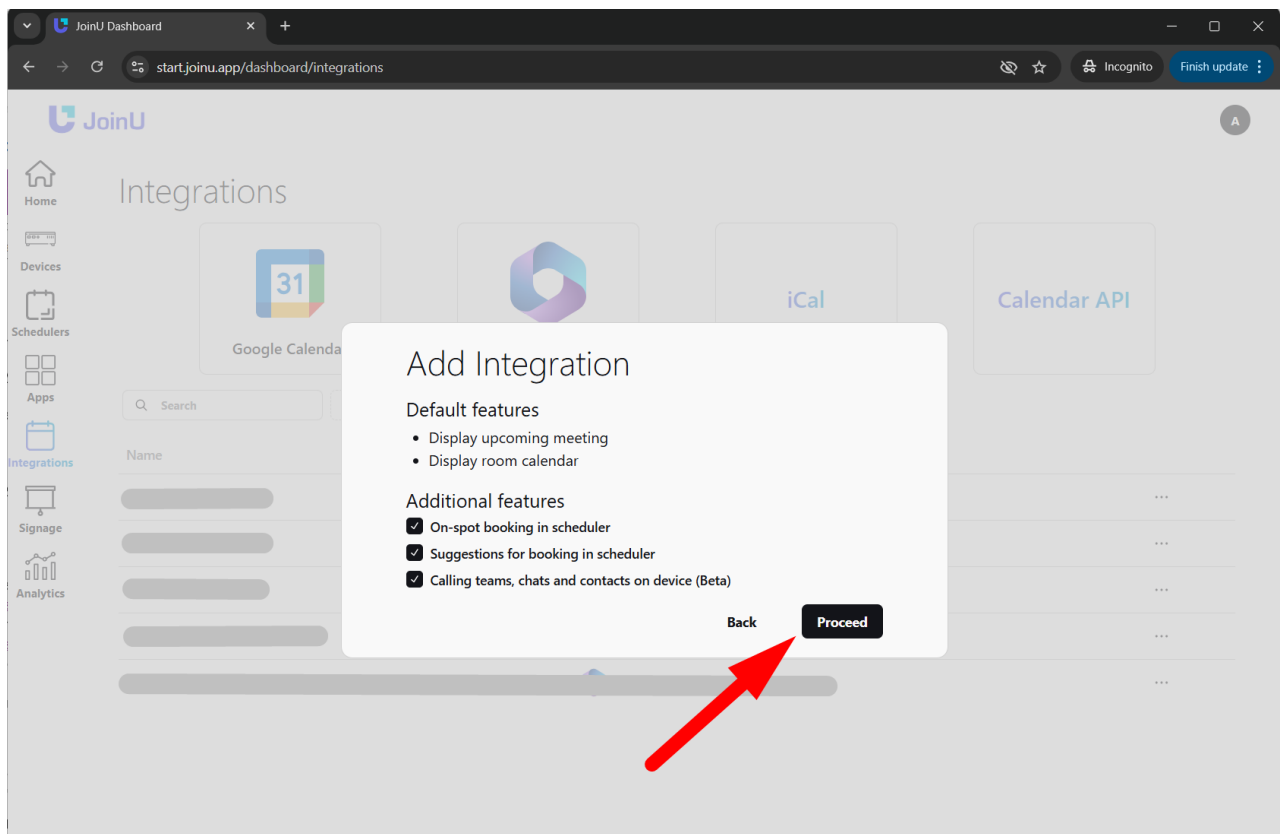 JoinU Dashboard
start.joinu.app/dashboard/integrations
Incognito
Finish update
JoinU
A
Home
Devices
Schedulers
Apps
Integrations
Signage
Analytics
Integrations
31
Google Calenda
iCal
Calendar API
Search
Name
Add Integration
Default features
Display upcoming meeting
Display room calendar
Additional features
On-spot booking in scheduler
Suggestions for booking in scheduler
Calling teams, chats and contacts on device (Beta)
Back
Proceed